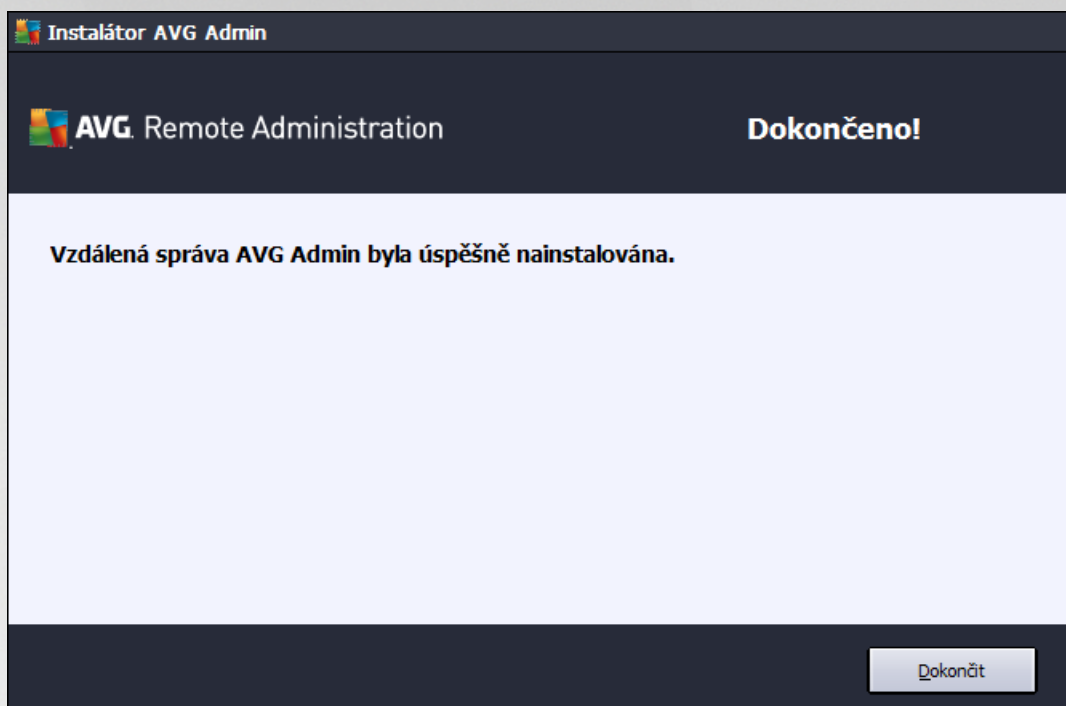 Instalátor AVG Admin
AVG. Remote Administration
Dokončeno!
Vzdálená správa AVG Admin byla úspěšně nainstalována.
Dokončit